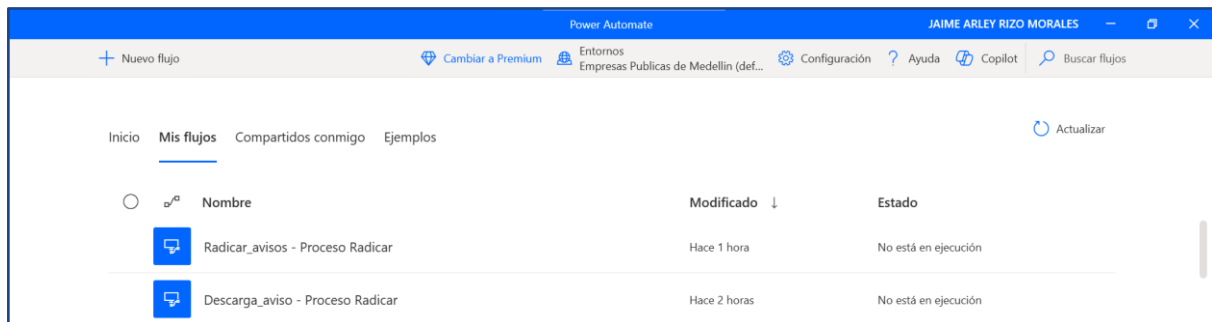 Power Automate
JAIME ARLEY RIZO MORALES
Nuevo flujo
Cambiar a Premium
Entornos
Empresas Publicas de Medellin (def...
Configuración
Ayuda
Copilot
Buscar flujos
Inicio
Mis flujos
Compartidos conmigo
Ejemplos
Actualizar
Nombre
Modificado
Estado
Radicar_avisos - Proceso Radicar
Hace 1 hora
No está en ejecución
Descarga_aviso - Proceso Radicar
Hace 2 horas
No está en ejecución